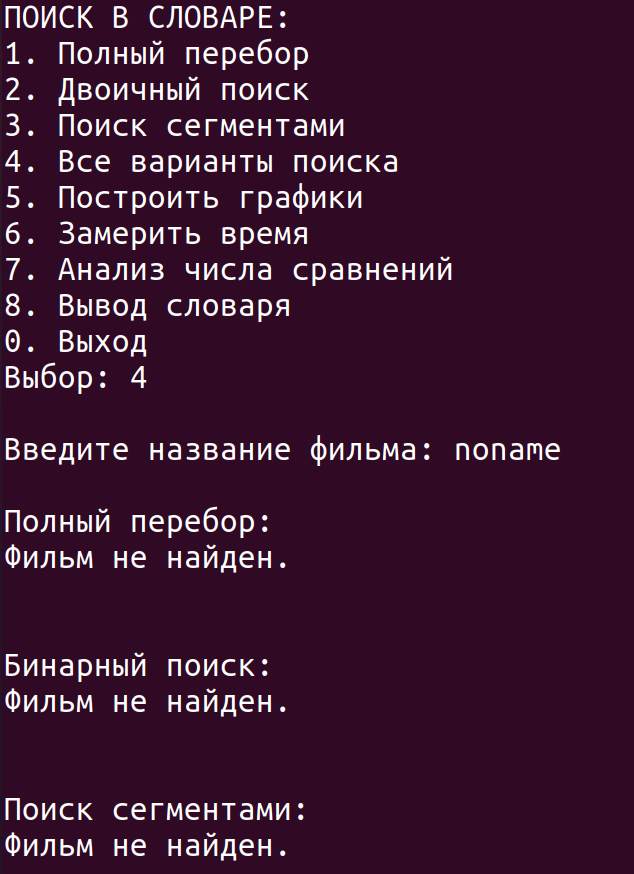 ПОИСК В СЛОВАРЕ:
1. Полный перебор
2. Двоичный поиск
3. Поиск сегментами
4. Все варианты поиска
5. Построить графики
6. Замерить время
7. Анализ числа сравнений
8. Вывод словаря
0. Выход
Выбор: 4
Введите название фильма: noname
Полный перебор:
Фильм не найден.
Бинарный поиск:
Фильм не найден.
Поиск сегментами:
Фильм не найден.